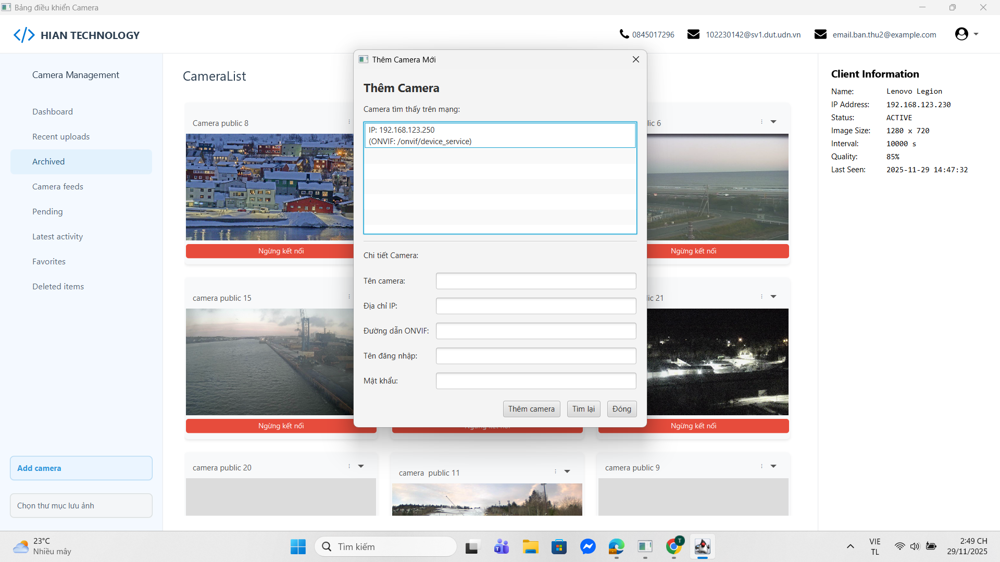 Bảng điều khiển Camera
HIAN TECHNOLOGY
0845017296
102230142@sv1.dut.udn.vn
email.ban.thu2@example.com
Camera Management
Dashboard
Recent uploads
Archived
Camera feeds
Pending
Latest activity
Favorites
Deleted items
Add camera
Chọn thư mục lưu ảnh
CameraList
Camera public 8
Ngừng kết nối
lic 6
Ngừng kết nối
camera public 15
Ngừng kết nối
lic 21
Ngừng kết nối
camera public 20
camera  public 11
camera public 9
Thêm Camera Mới
Thêm Camera
Camera tìm thấy trên mạng:
IP: 192.168.123.250
(ONVIF: /onvif/device_service)
Chi tiết Camera:
Tên camera:
Địa chỉ IP:
Đường dẫn ONVIF:
Tên đăng nhập:
Mật khẩu:
Thêm camera
Tìm lại
Đóng
Client Information
Name: Lenovo Legion
IP Address: 192.168.123.230
Status: ACTIVE
Image Size: 1280 x 720
Interval: 10000 s
Quality: 85%
Last Seen: 2025-11-29 14:47:32
23°C
Nhiều mây
Tìm kiếm
T
VIE
TL
2:49 CH
29/11/2025